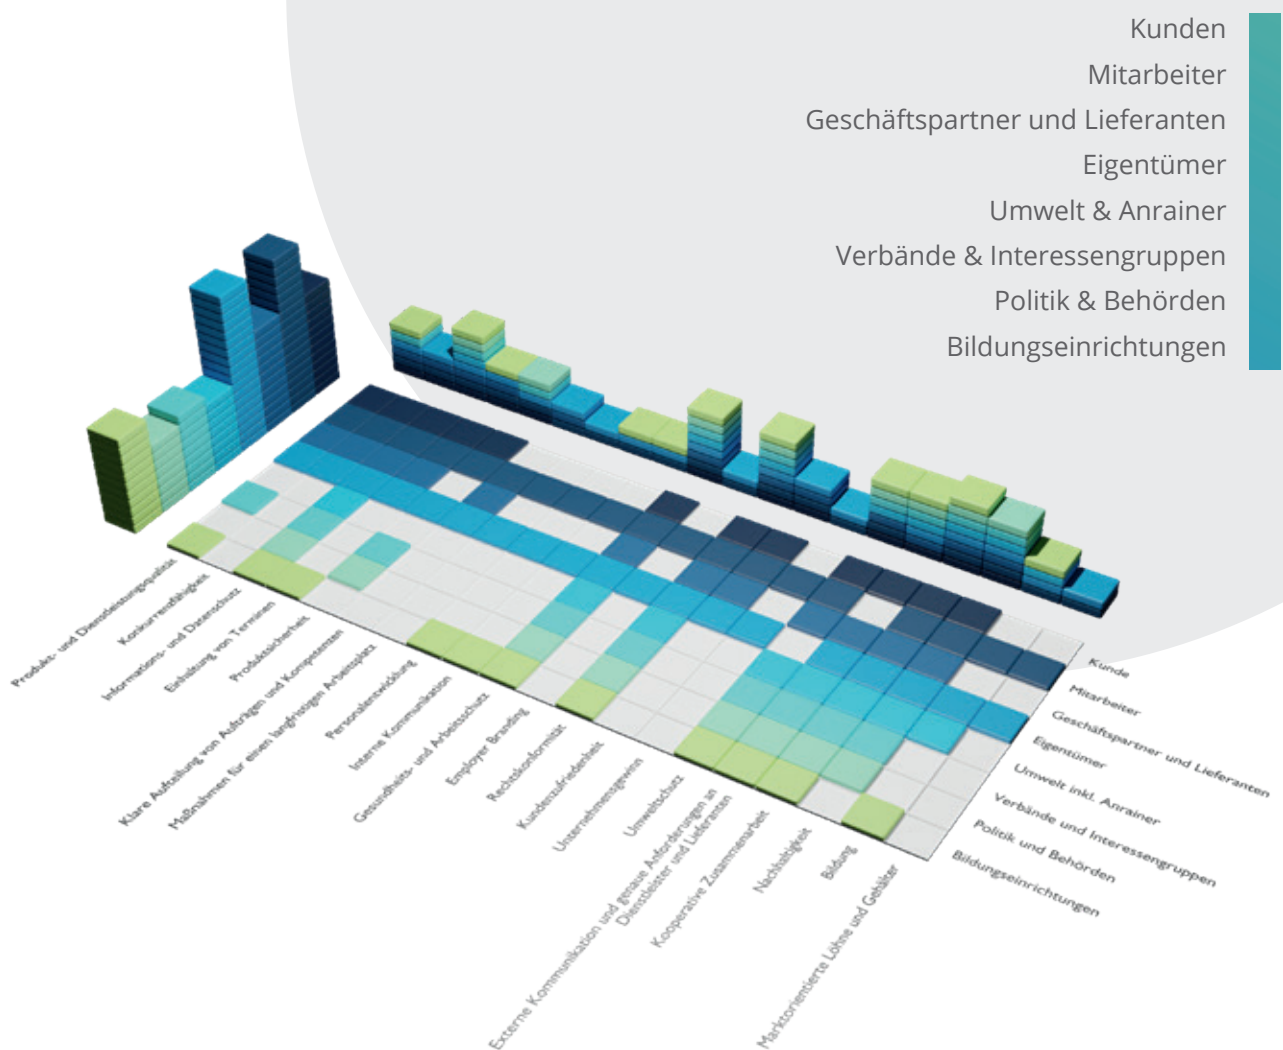 Kunden
Mitarbeiter
Geschäftspartner und Lieferanten
Eigentümer
Umwelt & Anrainer
Verbände & Interessengruppen
Politik & Behörden
Bildungseinrichtungen
Produkt- und Dienstleistungsqualität
Konkurrenzfähigkeit
Informations- und Datenschutz
Einhaltung von Terminen
Produktsicherheit
Klare Aufteilung von Aufträgen und Kompetenzen
Maßnahmen für einen langfristigen Arbeitsplatz
Personalentwicklung
Interne Kommunikation
Gesundheits- und Arbeitsschutz
Employer Branding
Rechtskonformität
Kundenzufriedenheit
Unternehmensgewinn
Umweltschutz
Externe Kommunikation und genaue Anforderungen an
Dienstleister und Lieferanten
Kooperative Zusammenarbeit
Nachhaltigkeit
Bildung
Marktorientierte Löhne und Gehälter
Kunde
Mitarbeiter
Geschäftspartner und Lieferanten
Eigentümer
Umwelt inkl. Anrainer
Verbände und Interessengruppen
Politik und Behörden
Bildungseinrichtungen